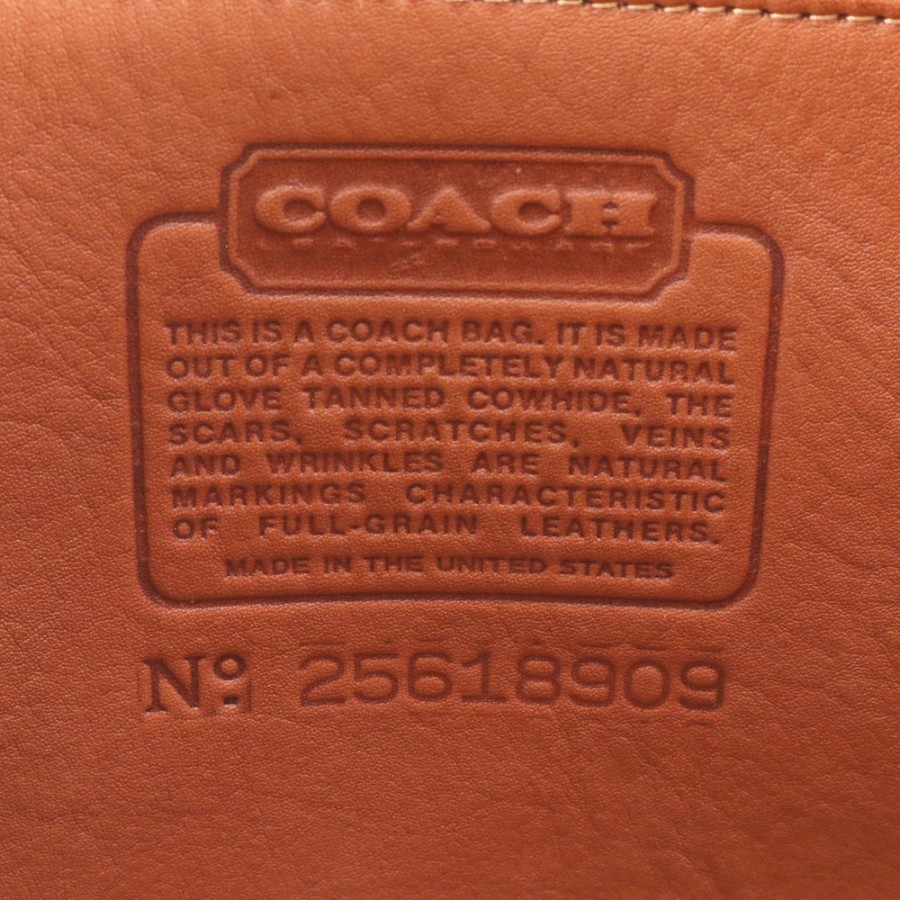 COACH
LEATHERWARE
THIS IS A COACH BAG. IT IS MADE
OUT OF A COMPLETELY NATURAL
GLOVE TANNED COWHIDE, THE
SCARS, SCRATCHES, VEINS
AND WRINKLES ARE NATURAL
MARKINGS CHARACTERISTIC
OF FULL-GRAIN LEATHERS.
MADE IN THE UNITED STATES
Nº 25618909